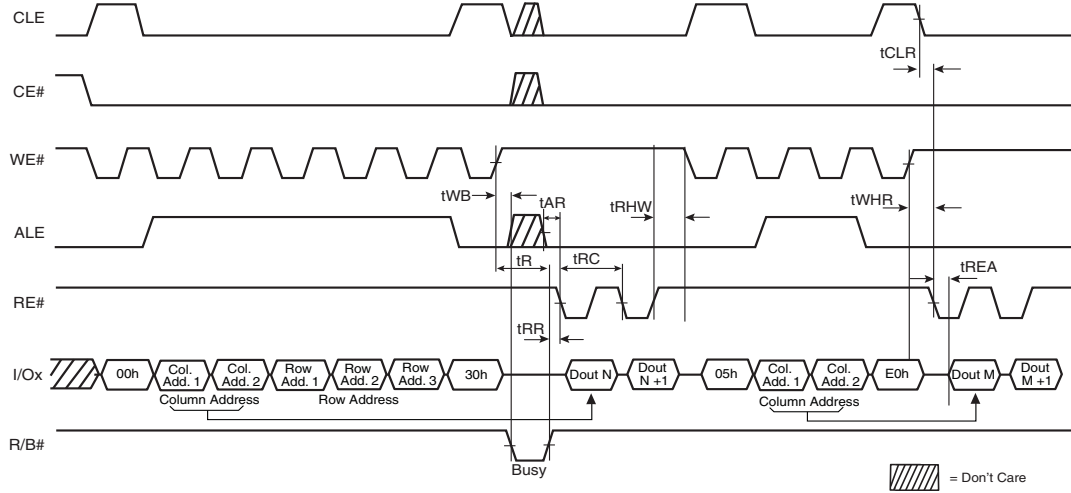 CLE
tCLR
CE#
WE#
tWB
tAR
tRHW
tWHR
ALE
tR
tRC
tREA
RE#
tRR
I/Ox
00h
Col. Add. 1
Col. Add. 2
Row Add. 1
Row Add. 2
Row Add. 3
30h
Dout N
Dout N +1
05h
Col. Add. 1
Col. Add. 2
E0h
Dout M
Dout M +1
Column Address
Row Address
Column Address
R/B#
Busy
= Don't Care